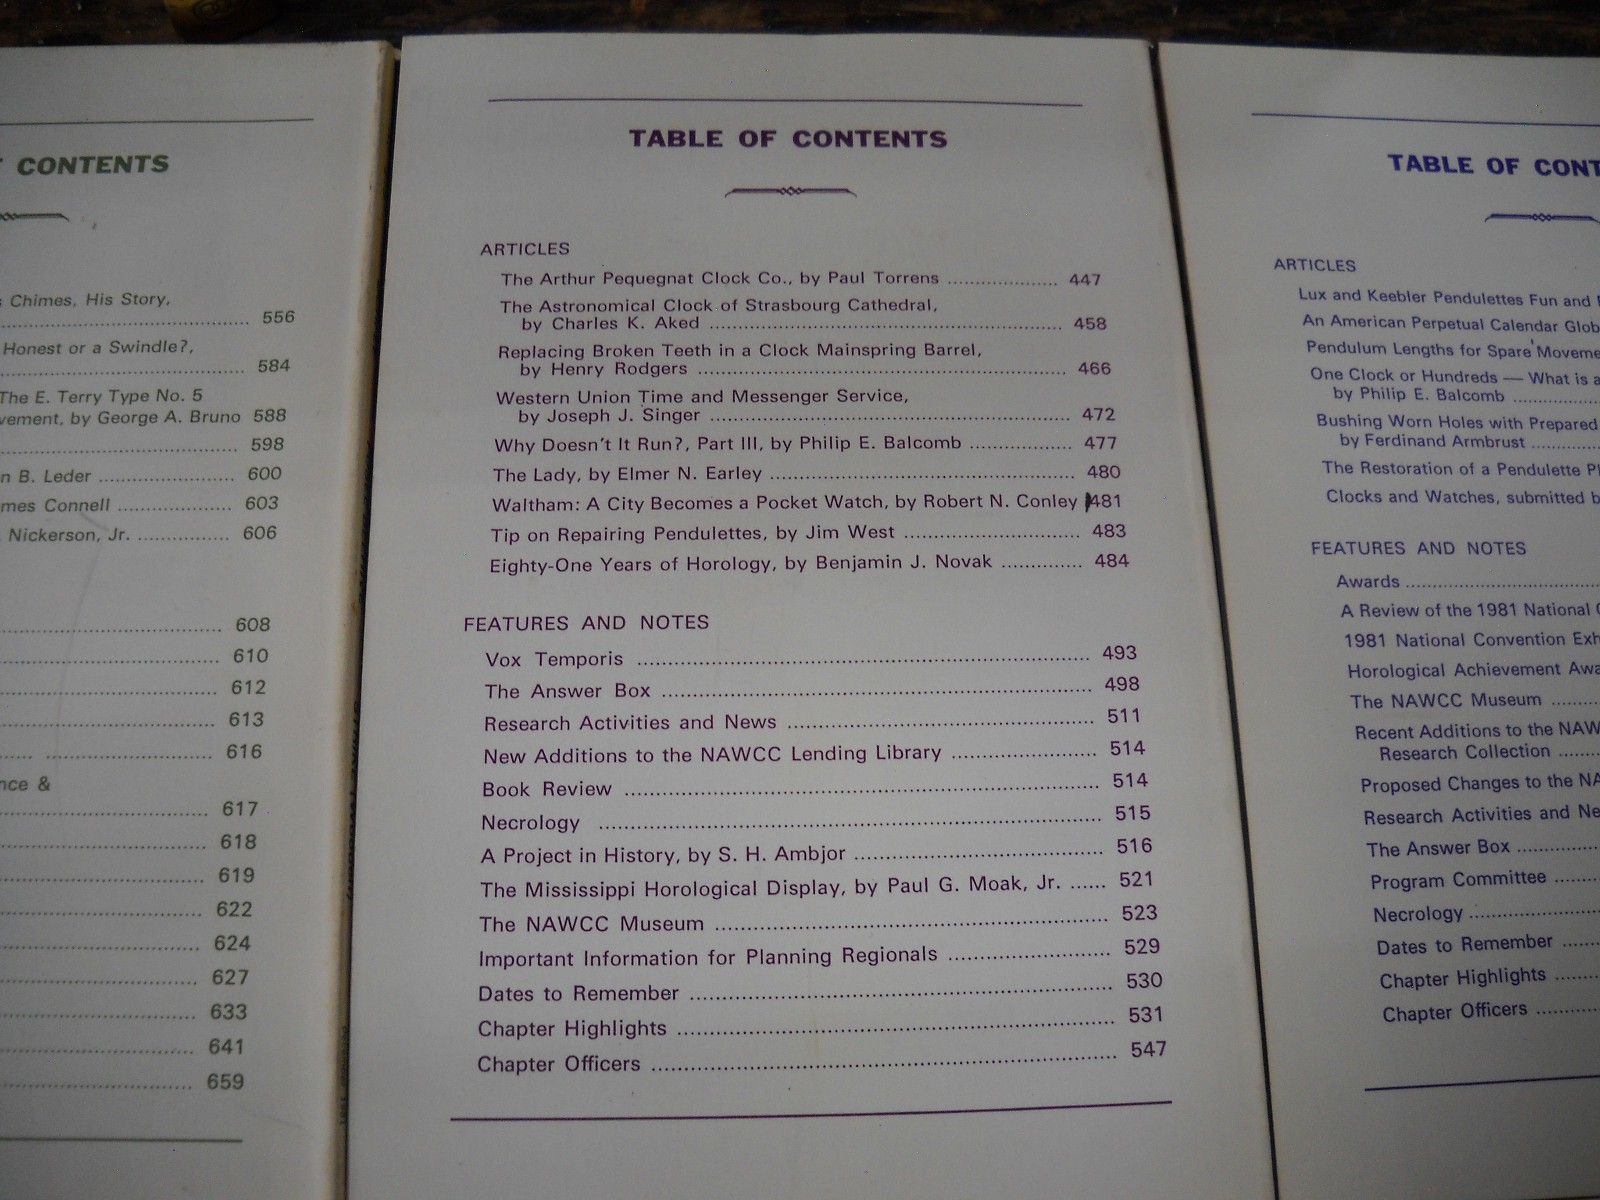 CONTENTS
Chimes, His Story,
........ 556
Honest or a Swindle?,
........ 584
The E. Terry Type No. 5
vement, by George A. Bruno 588
........ 598
n B. Leder ........ 600
mes Connell ........ 603
Nickerson, Jr. ........ 606
........ 608
........ 610
........ 612
........ 613
........ 616
nce &
........ 617
........ 618
........ 619
........ 622
........ 624
........ 627
........ 633
........ 641
........ 659
TABLE OF CONTENTS
ARTICLES
The Arthur Pequegnat Clock Co., by Paul Torrens ........ 447
The Astronomical Clock of Strasbourg Cathedral,
by Charles K. Aked ........ 458
Replacing Broken Teeth in a Clock Mainspring Barrel,
by Henry Rodgers ........ 466
Western Union Time and Messenger Service,
by Joseph J. Singer ........ 472
Why Doesn't It Run?, Part III, by Philip E. Balcomb ........ 477
The Lady, by Elmer N. Earley ........ 480
Waltham: A City Becomes a Pocket Watch, by Robert N. Conley 481
Tip on Repairing Pendulettes, by Jim West ........ 483
Eighty-One Years of Horology, by Benjamin J. Novak ........ 484
FEATURES AND NOTES
Vox Temporis ........ 493
The Answer Box ........ 498
Research Activities and News ........ 511
New Additions to the NAWCC Lending Library ........ 514
Book Review ........ 514
Necrology ........ 515
A Project in History, by S. H. Ambjor ........ 516
The Mississippi Horological Display, by Paul G. Moak, Jr. ...... 521
The NAWCC Museum ........ 523
Important Information for Planning Regionals ........ 529
Dates to Remember ........ 530
Chapter Highlights ........ 531
Chapter Officers ........ 547
TABLE OF CONT
ARTICLES
Lux and Keebler Pendulettes Fun and
An American Perpetual Calendar Glob
Pendulum Lengths for Spare Moveme
One Clock or Hundreds — What is a
by Philip E. Balcomb ........
Bushing Worn Holes with Prepared
by Ferdinand Armbrust ........
The Restoration of a Pendulette Pl
Clocks and Watches, submitted b
FEATURES AND NOTES
Awards ........
A Review of the 1981 National
1981 National Convention Exh
Horological Achievement Awa
The NAWCC Museum ........
Recent Additions to the NAW
Research Collection ........
Proposed Changes to the NA
Research Activities and Ne
The Answer Box ........
Program Committee ........
Necrology ........
Dates to Remember ........
Chapter Highlights ........
Chapter Officers ........